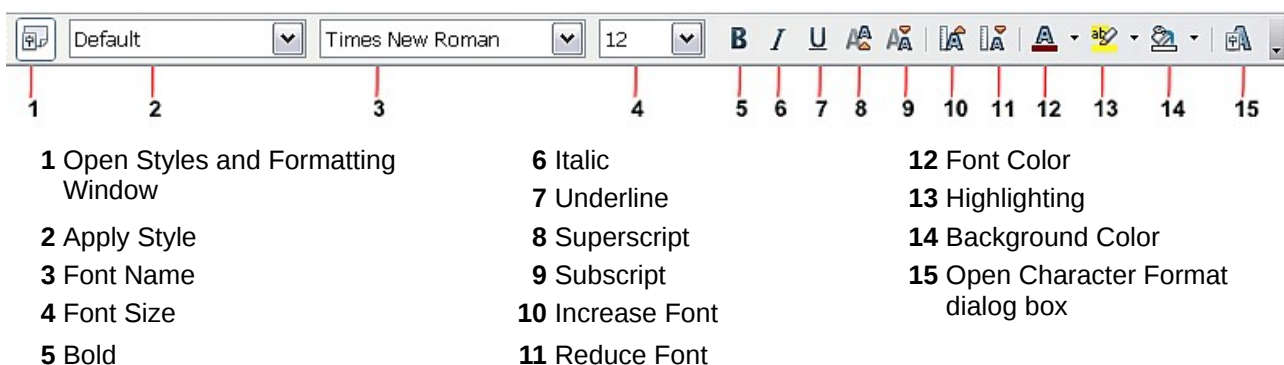 Default Times New Roman 12 B I U
1 2 3 4 5 6 7 8 9 10 11 12 13 14 15
1 Open Styles and Formatting
Window
2 Apply Style
3 Font Name
4 Font Size
5 Bold
6 Italic
7 Underline
8 Superscript
9 Subscript
10 Increase Font
11 Reduce Font
12 Font Color
13 Highlighting
14 Background Color
15 Open Character Format
dialog box